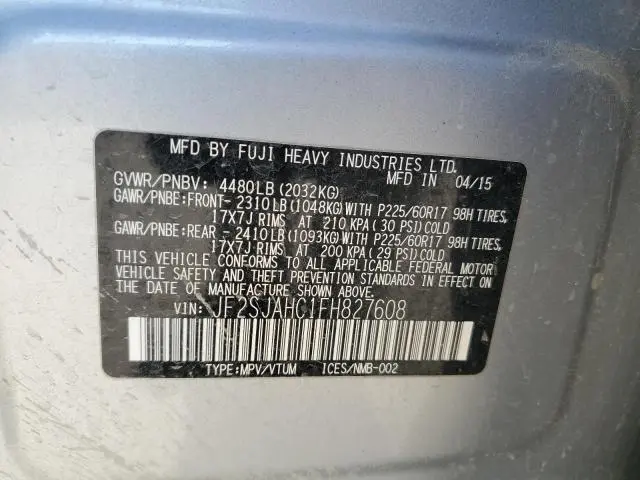 MFD BY FUJI HEAVY INDUSTRIES LTD.
GVWR/PNBV: 4480LB(2032KG) MFD IN 04/15
GAWR/PNBE:FRONT- 2310LB(1048KG)WITH P225/60R17 98H TIRES,
17X7J RIMS AT 210 KPA(30 PSI)COLD
GAWR/PNBE:REAR - 2410LB(1093KG)WITH P225/60R17 98H TIRES,
17X7J RIMS AT 200 KPA(29 PSI)COLD
THIS VEHICLE CONFORMS TO ALL APPLICABLE FEDERAL MOTOR
VEHICLE SAFETY AND THEFT PREVENTION STANDARDS IN EFFECT ON
THE DATE OF MANUFACTURE SHOWN ABOVE.
VIN: JF2SJAHC1FH827608
TYPE:MPV/VTUM ICES/NMB-002